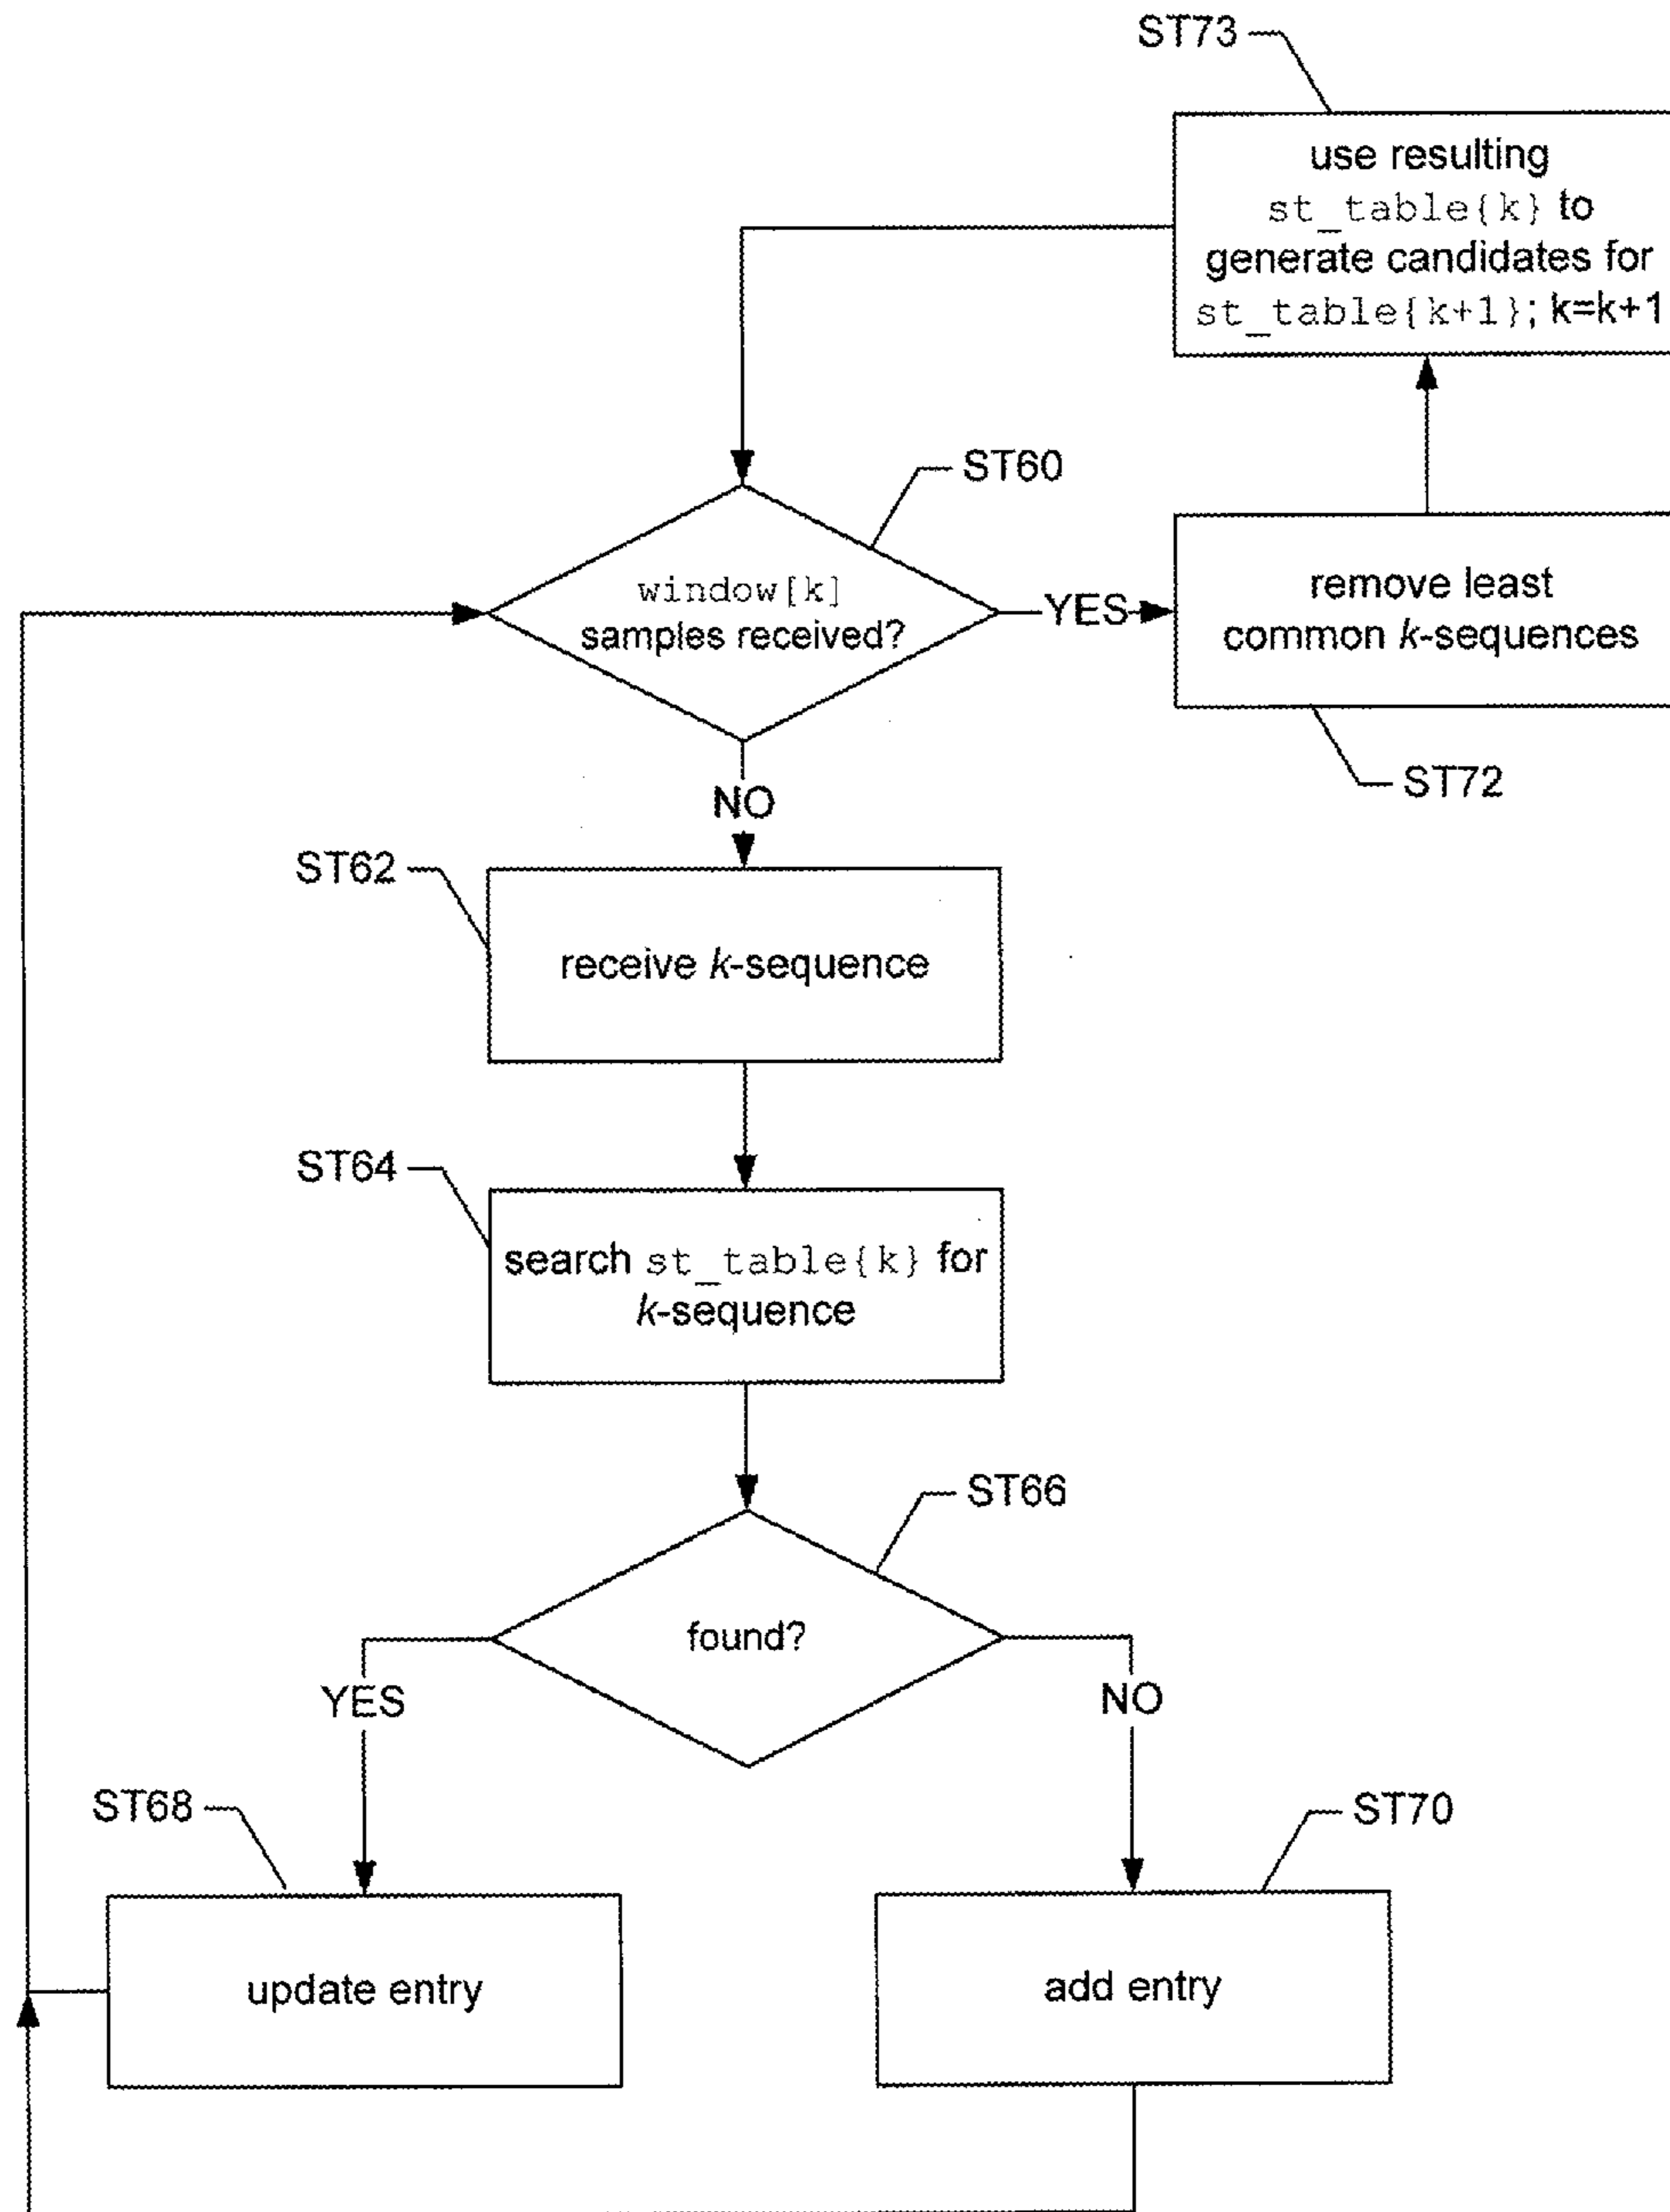 ST73
use resulting
st_table{k} to
generate candidates for
st_table{k+1}; k=k+1
ST60
window[k]
samples received?
YES
remove least
common k-sequences
ST72
NO
ST62
receive k-sequence
ST64
search st_table{k} for
k-sequence
ST66
found?
YES
NO
ST68
ST70
update entry
add entry